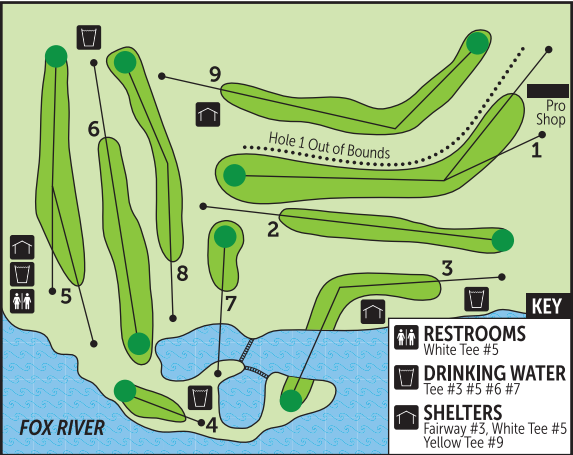 9
Pro
Shop
1
6
Hole 1 Out of Bounds
2
8
3
5
7
KEY
RESTROOMS
White Tee #5
DRINKING WATER
Tee #3 #5 #6 #7
SHELTERS
Fairway #3, White Tee #5
Yellow Tee #9
4
FOX RIVER